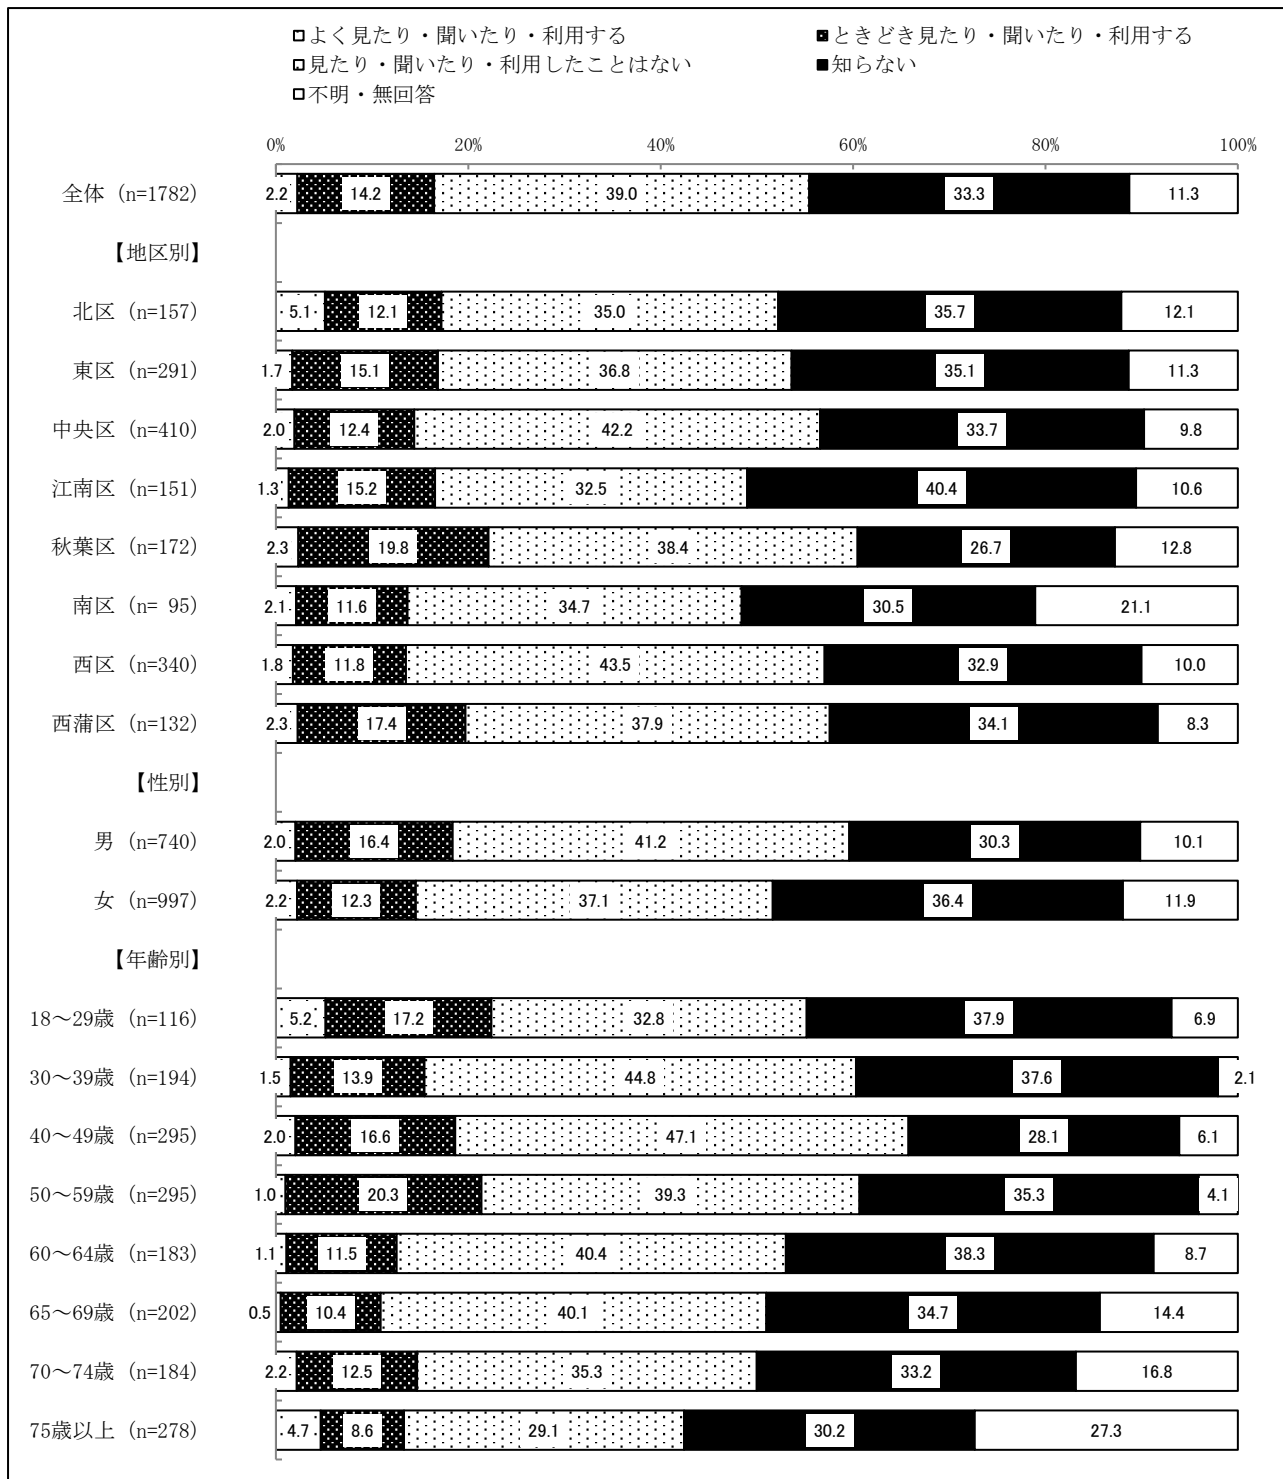 よく見たり・聞いたり・利用する ときどき見たり・聞いたり・利用する
見たり・聞いたり・利用したことはない 知らない
不明・無回答
0% 20% 40% 60% 80% 100%
全体 (n=1782) 2.2 14.2 39.0 33.3 11.3
【地区別】
北区 (n=157) 5.1 12.1 35.0 35.7 12.1
東区 (n=291) 1.7 15.1 36.8 35.1 11.3
中央区 (n=410) 2.0 12.4 42.2 33.7 9.8
江南区 (n=151) 1.3 15.2 32.5 40.4 10.6
秋葉区 (n=172) 2.3 19.8 38.4 26.7 12.8
南区 (n= 95) 2.1 11.6 34.7 30.5 21.1
西区 (n=340) 1.8 11.8 43.5 32.9 10.0
西蒲区 (n=132) 2.3 17.4 37.9 34.1 8.3
【性別】
男 (n=740) 2.0 16.4 41.2 30.3 10.1
女 (n=997) 2.2 12.3 37.1 36.4 11.9
【年齢別】
18～29歳 (n=116) 5.2 17.2 32.8 37.9 6.9
30～39歳 (n=194) 1.5 13.9 44.8 37.6 2.1
40～49歳 (n=295) 2.0 16.6 47.1 28.1 6.1
50～59歳 (n=295) 1.0 20.3 39.3 35.3 4.1
60～64歳 (n=183) 1.1 11.5 40.4 38.3 8.7
65～69歳 (n=202) 0.5 10.4 40.1 34.7 14.4
70～74歳 (n=184) 2.2 12.5 35.3 33.2 16.8
75歳以上 (n=278) 4.7 8.6 29.1 30.2 27.3